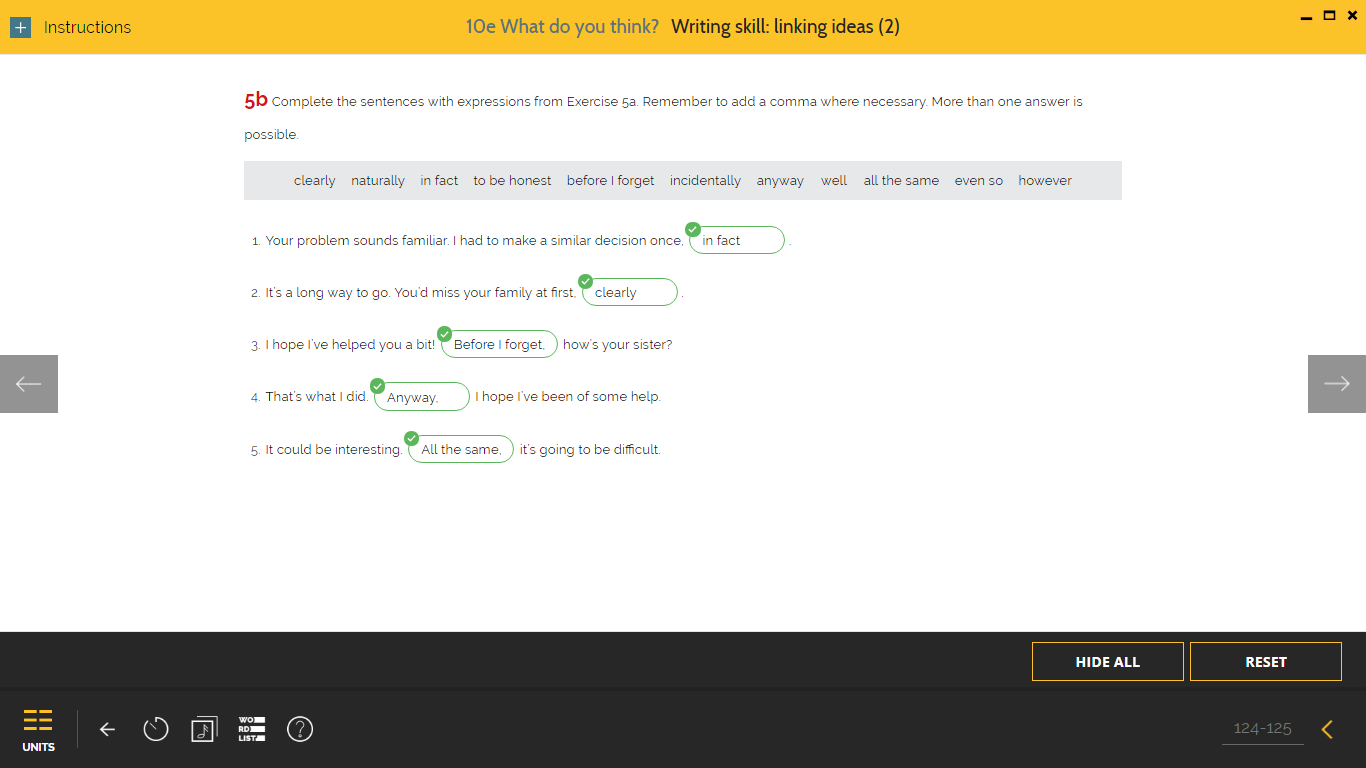 Instructions
10e What do you think? Writing skill: linking ideas (2)
5b Complete the sentences with expressions from Exercise 5a. Remember to add a comma where necessary. More than one answer is
possible.
clearly naturally in fact to be honest before I forget incidentally anyway well all the same even so however
1. Your problem sounds familiar. I had to make a similar decision once, in fact .
2. It's a long way to go. You'd miss your family at first, clearly .
3. I hope I've helped you a bit! Before I forget, how's your sister?
4. That's what I did. Anyway, I hope I've been of some help.
5. It could be interesting. All the same, it's going to be difficult.
HIDE ALL RESET
WO
RD
LIST
UNITS
124-125